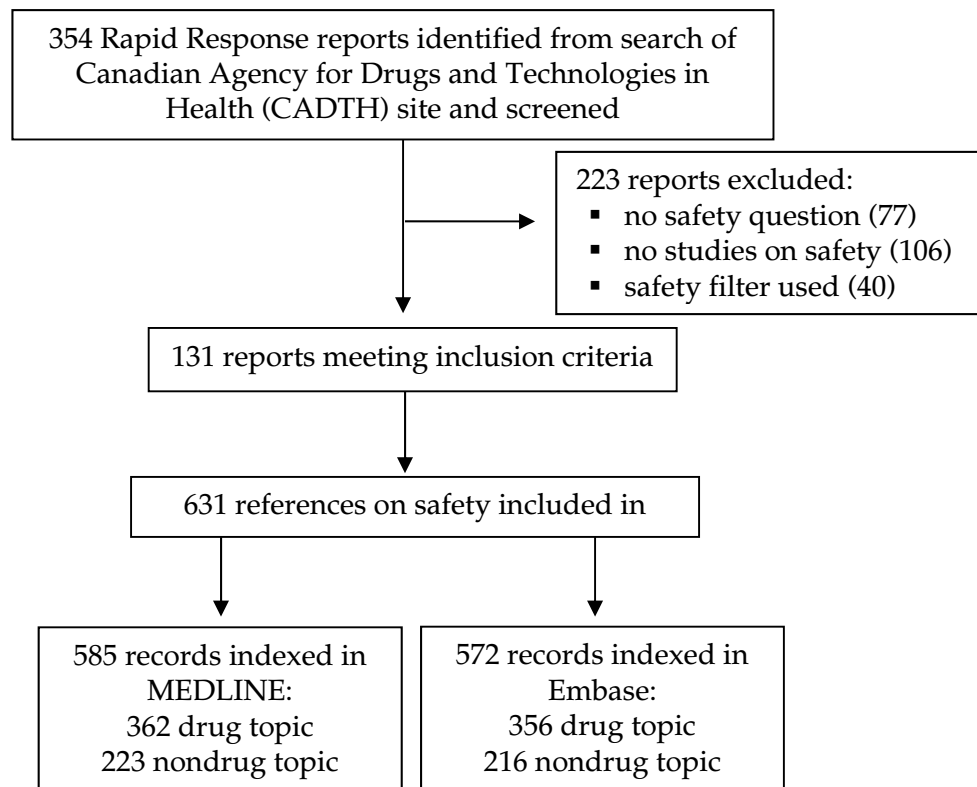 354 Rapid Response reports identified from search of
Canadian Agency for Drugs and Technologies in
Health (CADTH) site and screened
223 reports excluded:
▪ no safety question (77)
▪ no studies on safety (106)
▪ safety filter used (40)
131 reports meeting inclusion criteria
631 references on safety included in
585 records indexed in
MEDLINE:
362 drug topic
223 nondrug topic
572 records indexed in
Embase:
356 drug topic
216 nondrug topic